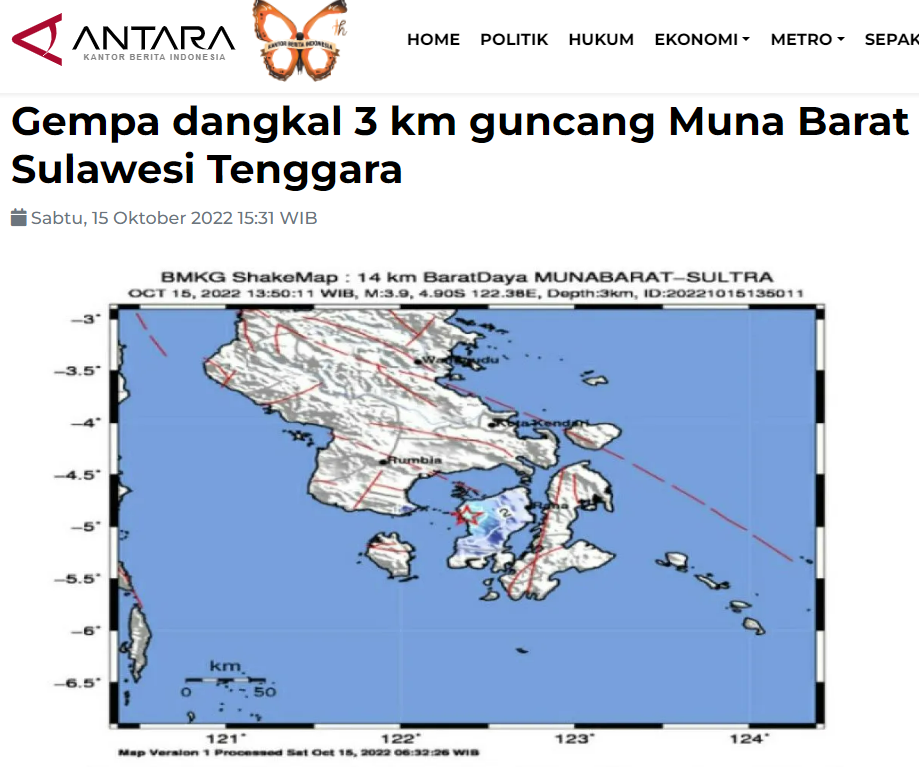 ANTARA
KANTOR BERITA INDONESIA
th
KANTOR BERITA INDONESIA
HOME POLITIK HUKUM EKONOMI METRO SEPAK
Gempa dangkal 3 km guncang Muna Barat
Sulawesi Tenggara
Sabtu, 15 Oktober 2022 15:31 WIB
BMKG ShakeMap : 14 km BaratDaya MUNABARAT-SULTRA
OCT 15, 2022 13:50:11 WIB, M:3.9, 4.90S 122.38E, Depth:3km, ID:20221015135011
-3°
-3.5°
-4°
Kota Kendari
Rumbia
-4.5°
2
-5°
-5.5°
-6°
-6.5°
km
0 50
121° 122° 123° 124°
Map Version 1 Processed Sat Oct 15, 2022 06:32:26 WIB